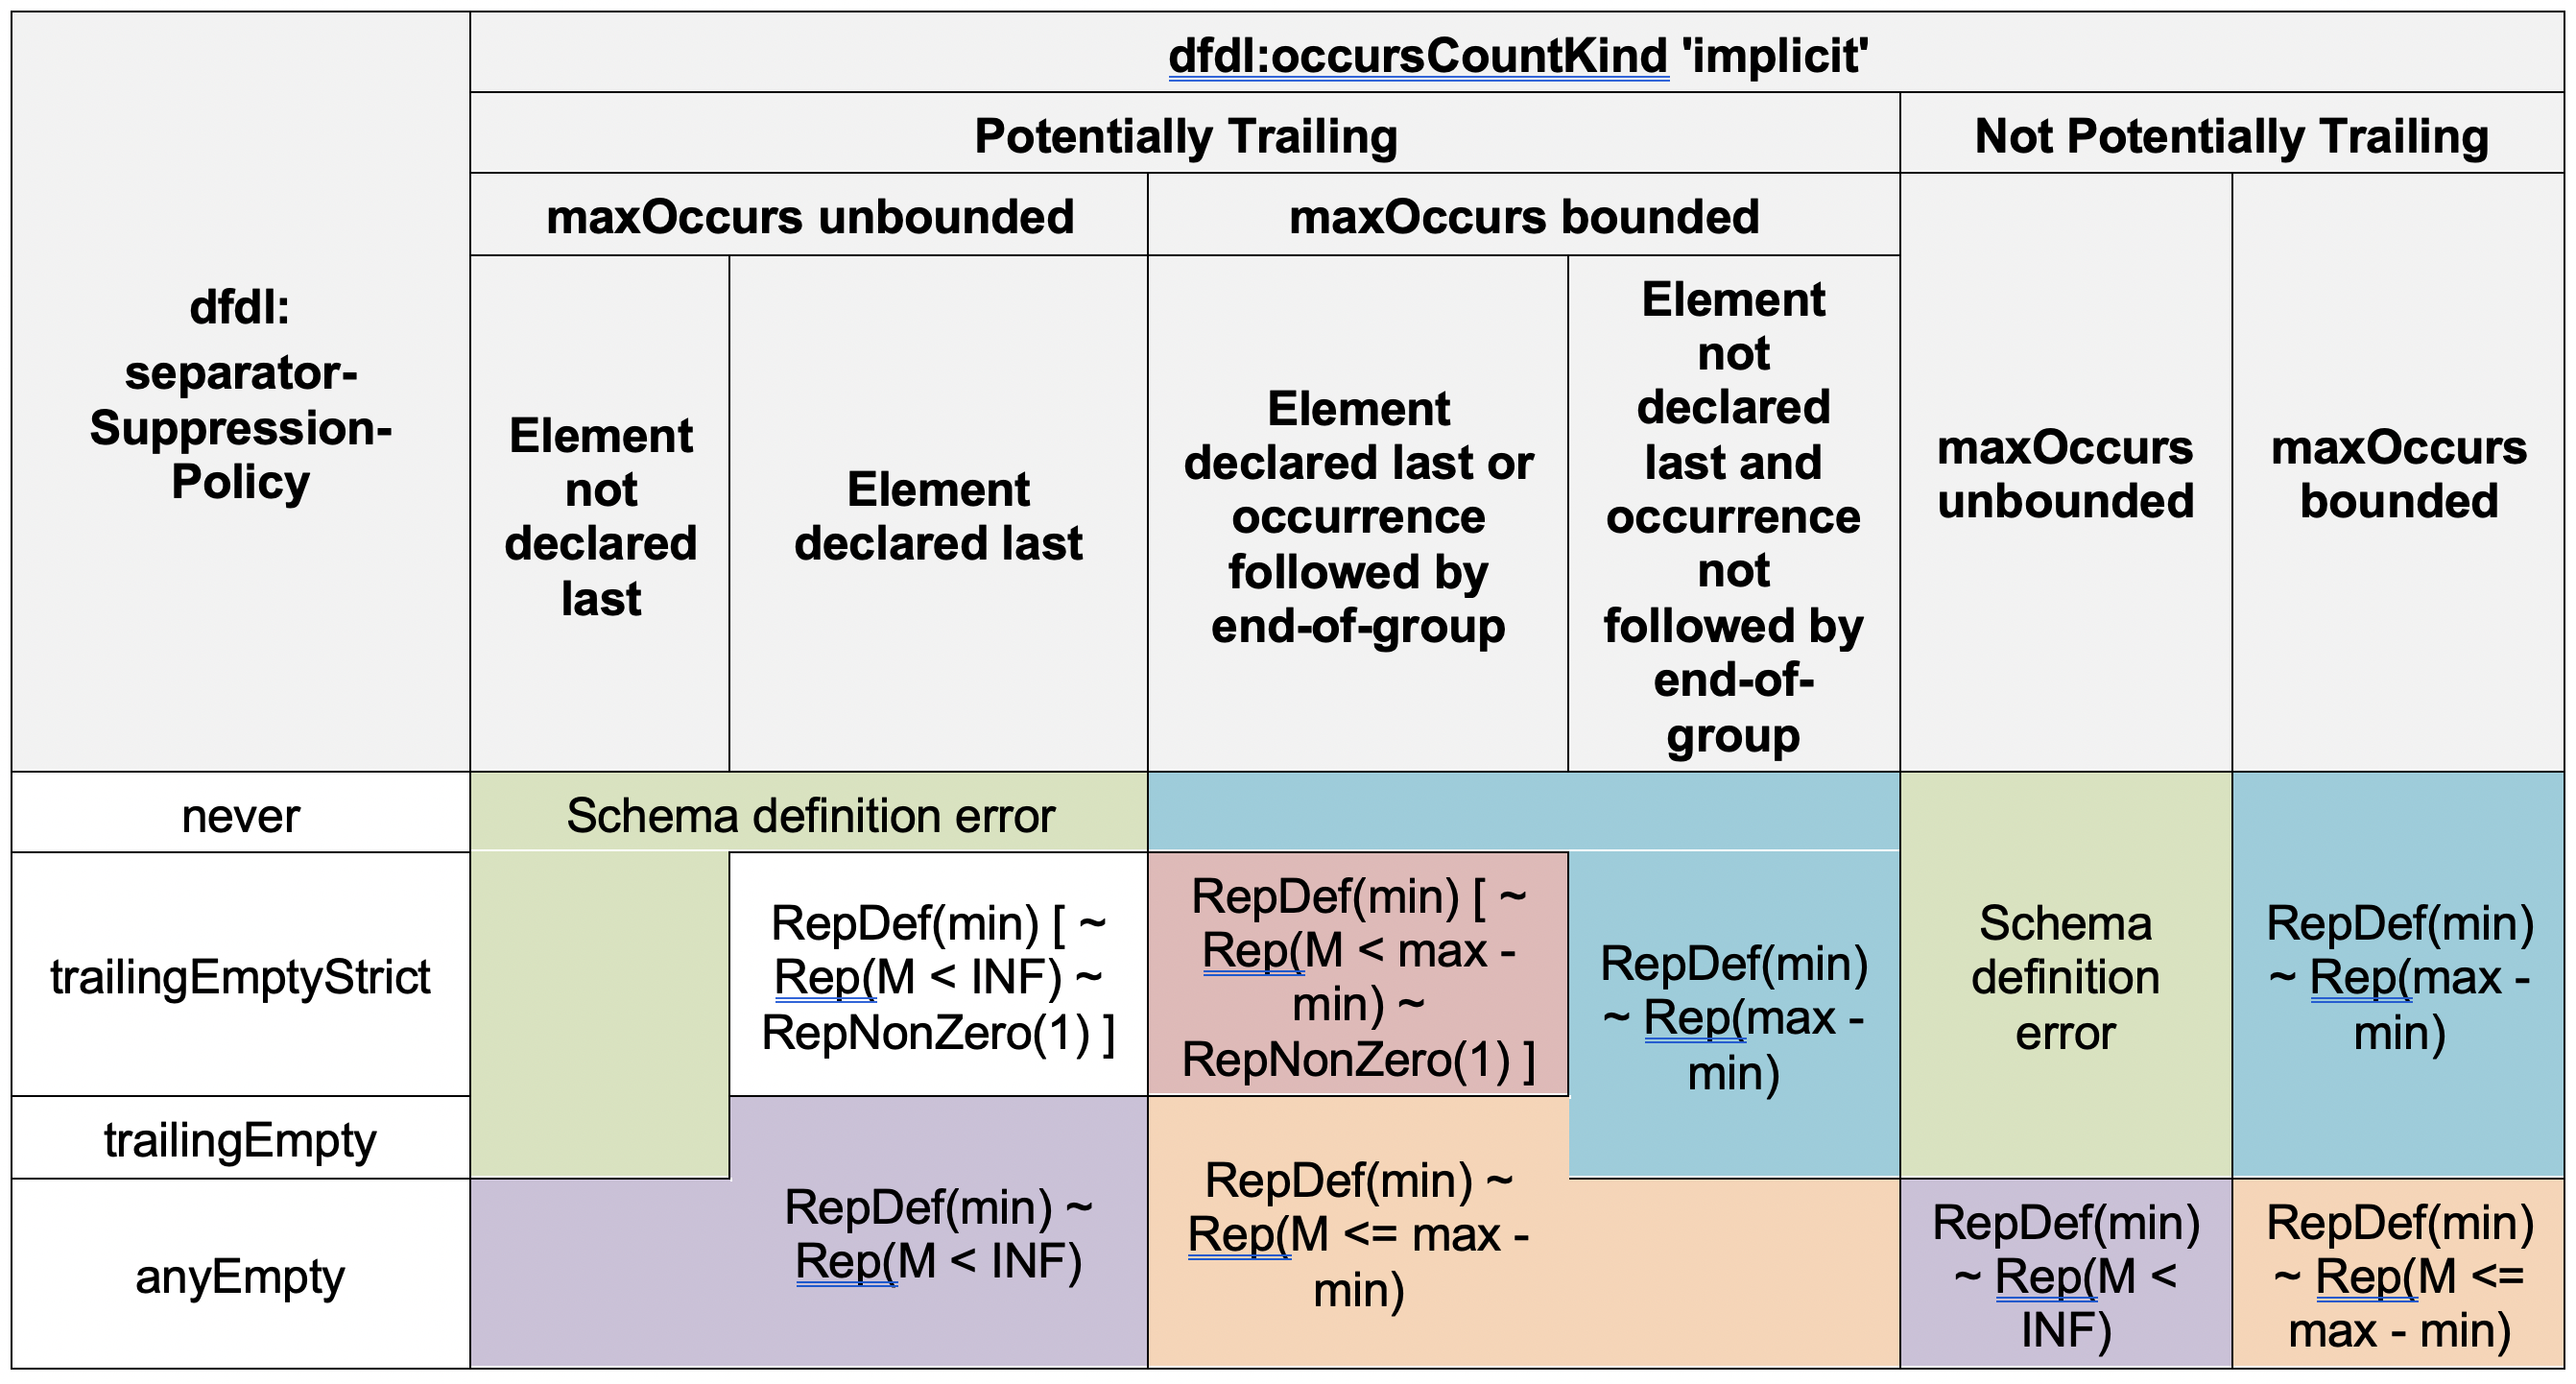 dfdl:occursCountKind 'implicit'
Potentially Trailing
Not Potentially Trailing
maxOccurs unbounded
maxOccurs bounded
dfdl:
separator-
Suppression-
Policy
Element
not
declared
last
Element
declared last
Element
declared last or
occurrence
followed by
end-of-group
Element
not
declared
last and
occurrence
not
followed by
end-of-
group
maxOccurs
unbounded
maxOccurs
bounded
never
Schema definition error
trailingEmptyStrict
RepDef(min) [ ~
Rep(M < INF) ~
RepNonZero(1) ]
RepDef(min) [ ~
Rep(M < max -
min) ~
RepNonZero(1) ]
RepDef(min)
~ Rep(max -
min)
Schema
definition
error
RepDef(min)
~ Rep(max -
min)
trailingEmpty
anyEmpty
RepDef(min) ~
Rep(M < INF)
RepDef(min) ~
Rep(M <= max -
min)
RepDef(min)
~ Rep(M <
INF)
RepDef(min)
~ Rep(M <=
max - min)